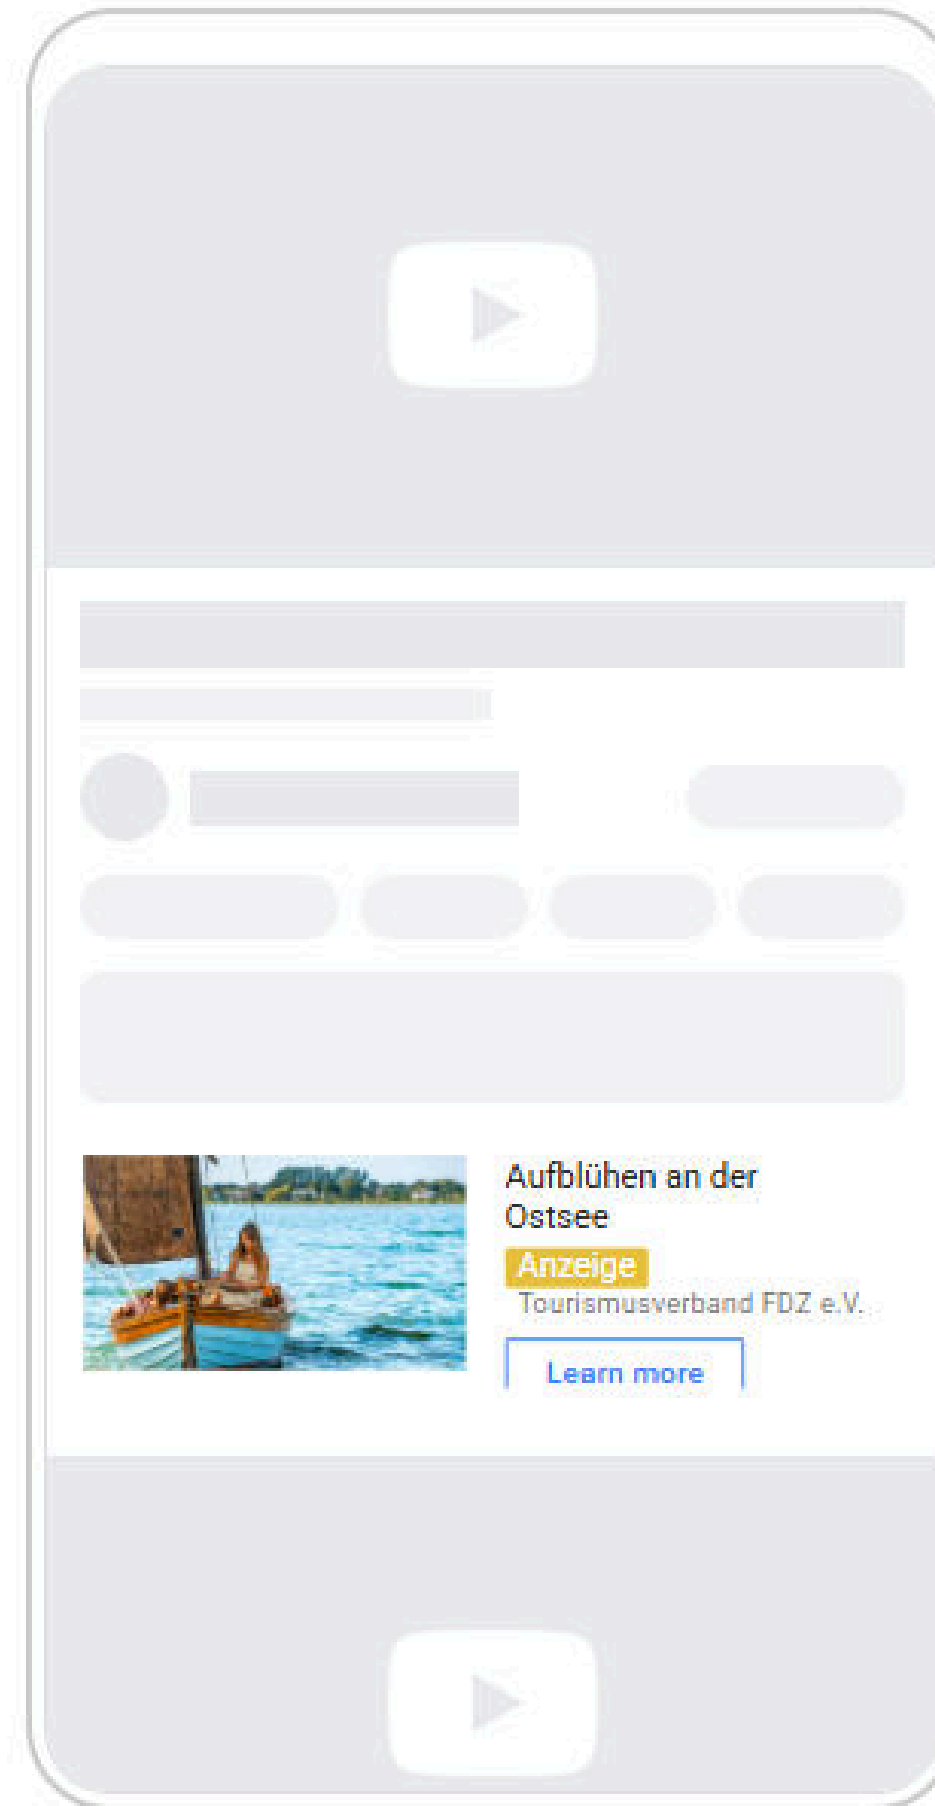 Aufblühen an der
Ostsee
Anzeige
Tourismusverband FDZ e.V.
Learn more